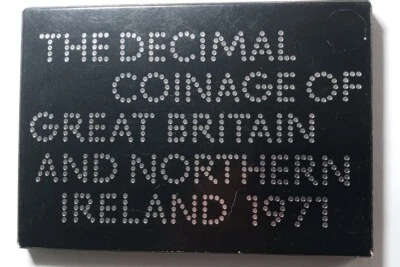 THE DECIMAL
COINAGE OF
GREAT BRITAIN
AND NORTHERN
IRELAND 1971